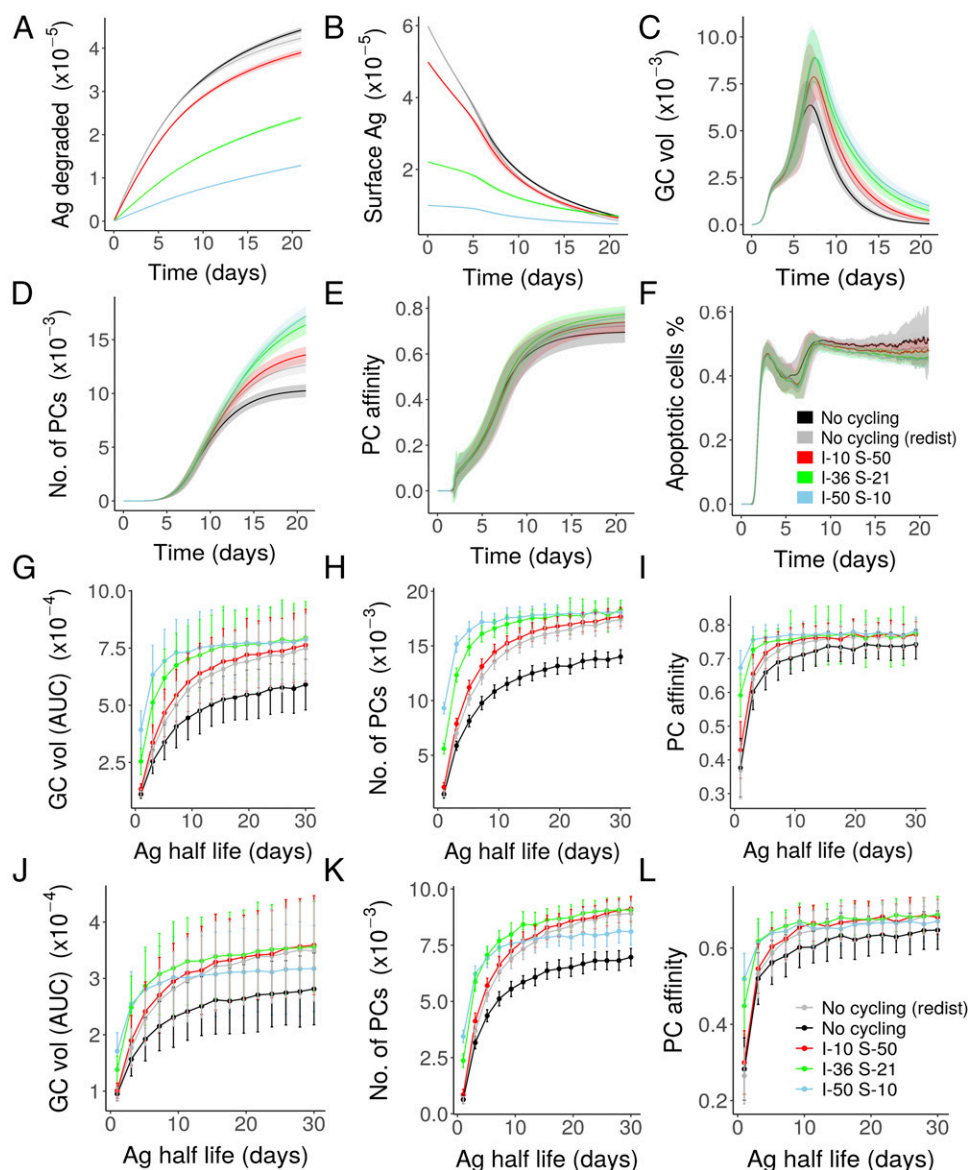 A
Ag degraded (x10⁻⁵)
4
3
2
1
0
0 5 10 15 20
Time (days)
B
Surface Ag (x10⁻⁵)
6
4
2
0 5 10 15 20
Time (days)
C
GC vol (x10⁻³)
10.0
7.5
5.0
2.5
0
0 5 10 15 20
Time (days)
D
No. of PCs (x10⁻³)
15
10
5
0
0 5 10 15 20
Time (days)
E
PC affinity
0.8
0.6
0.4
0.2
0.0
0 5 10 15 20
Time (days)
F
Apoptotic cells %
0.6
0.4
0.2
0.0
No cycling
No cycling (redist)
I-10 S-50
I-36 S-21
I-50 S-10
0 5 10 15 20
Time (days)
G
GC vol (AUC) (x10⁻⁴)
10.0
7.5
5.0
2.5
0 10 20 30
Ag half life (days)
H
No. of PCs (x10⁻³)
20
15
10
5
0 10 20 30
Ag half life (days)
I
PC affinity
0.8
0.7
0.6
0.5
0.4
0.3
0 10 20 30
Ag half life (days)
J
GC vol (AUC) (x10⁻⁴)
4
3
2
1
0 10 20 30
Ag half life (days)
K
No. of PCs (x10⁻³)
10.0
7.5
5.0
2.5
0.0
0 10 20 30
Ag half life (days)
L
PC affinity
0.6
0.4
0.2
No cycling (redist)
No cycling
I-10 S-50
I-36 S-21
I-50 S-10
0 10 20 30
Ag half life (days)